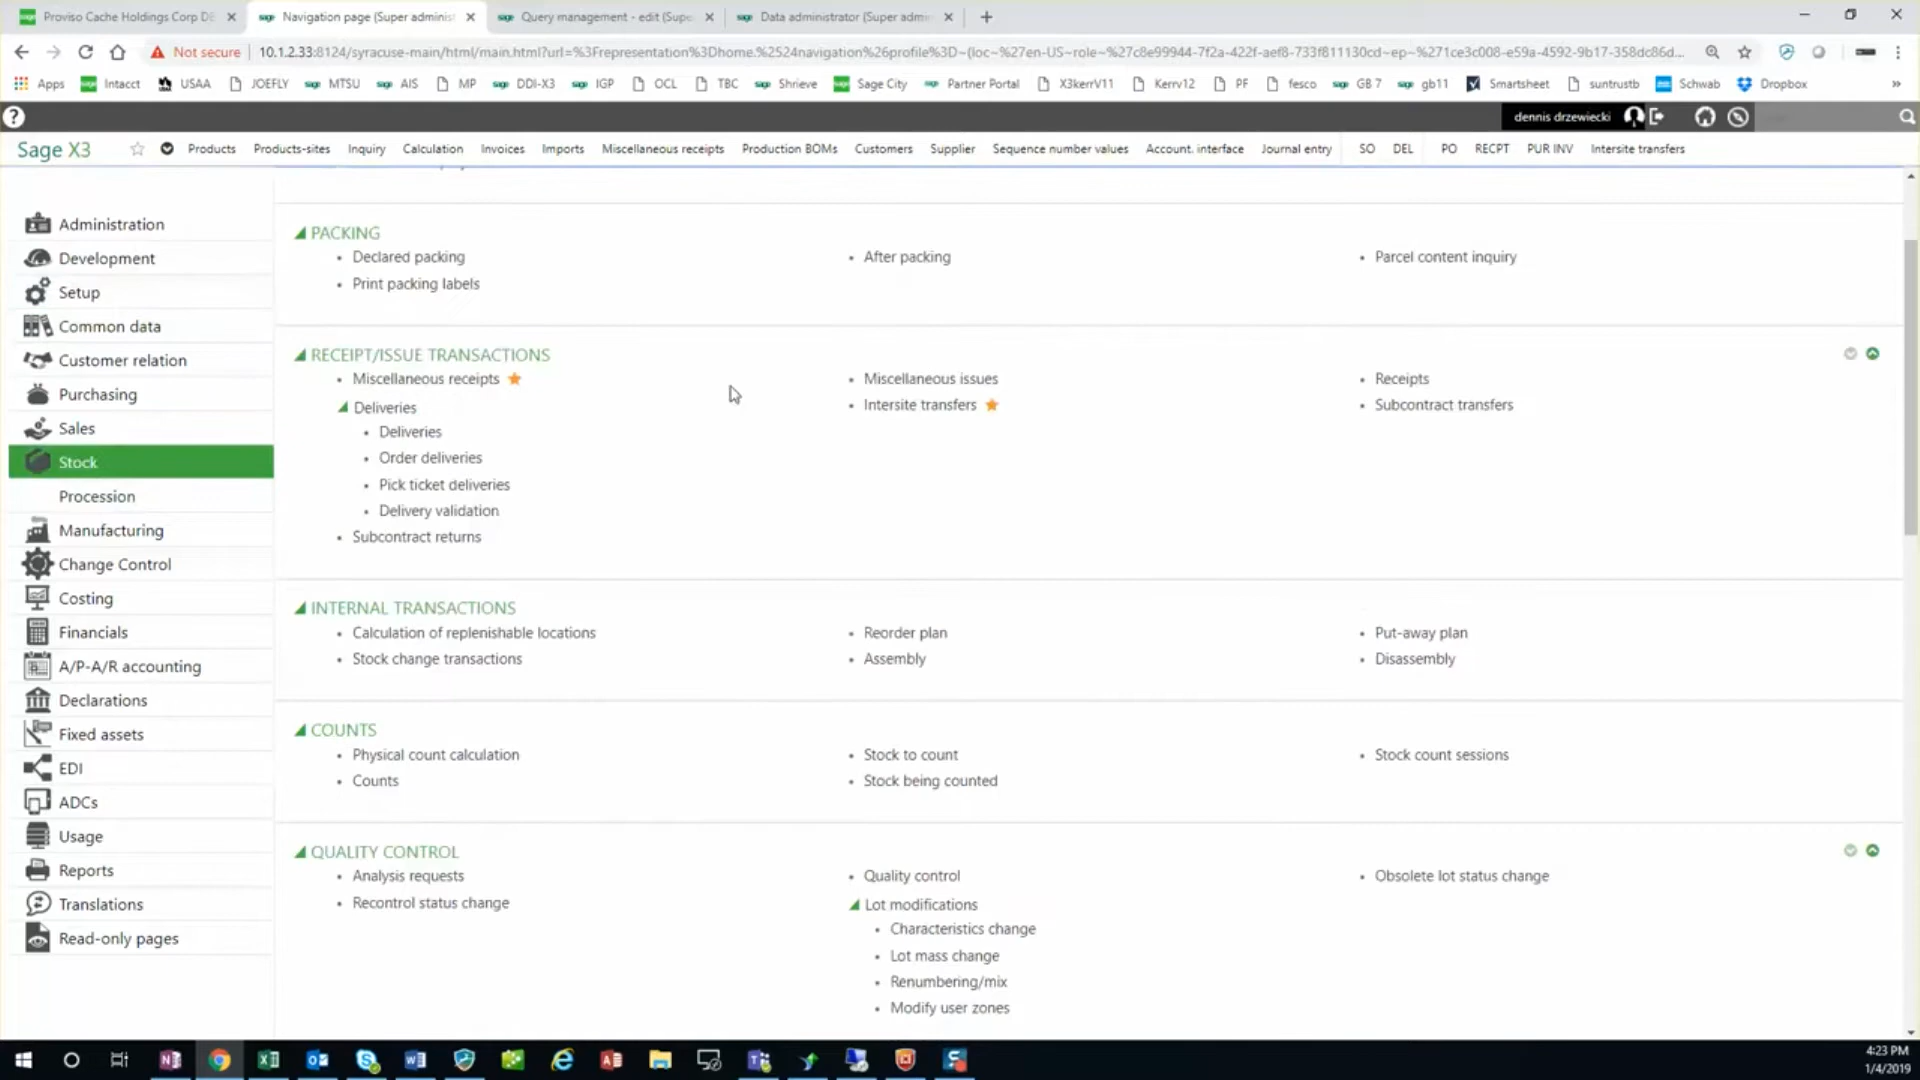 Proviso Cache Holdings Corp DE
Navigation page (Super administ
Query management - edit (Supe
Data administrator (Super admi
Not secure
10.1.2.33:8124/syracuse-main/html/main.html?url=%3Frepresentation%3Dhome.%2524navigation%26profile%3D~(loc~%27en-US~role~%27c8e99944-7f2a-422f-aef8-733f811130cd~ep~%271ce3c008-e59a-4592-9b17-358dc86d...
Apps Intacct USAA JOEFLY MTSU AIS MP DDI-X3 IGP OCL TBC Shrieve Sage City Partner Portal X3kerrV11 Kerrv12 PF fesco GB 7 gb11 Smartsheet suntrustb Schwab Dropbox »
? dennis drzewiecki
Sage X3 Products Products-sites Inquiry Calculation Invoices Imports Miscellaneous receipts Production BOMs Customers Supplier Sequence number values Account. interface Journal entry SO DEL PO RECPT PUR INV Intersite transfers
Administration
Development
Setup
Common data
Customer relation
Purchasing
Sales
Stock
Procession
Manufacturing
Change Control
Costing
Financials
A/P-A/R accounting
Declarations
Fixed assets
EDI
ADCs
Usage
Reports
Translations
Read-only pages
PACKING
Declared packing
After packing
Parcel content inquiry
Print packing labels
RECEIPT/ISSUE TRANSACTIONS
Miscellaneous receipts
Miscellaneous issues
Receipts
Deliveries
Intersite transfers
Subcontract transfers
Deliveries
Order deliveries
Pick ticket deliveries
Delivery validation
Subcontract returns
INTERNAL TRANSACTIONS
Calculation of replenishable locations
Reorder plan
Put-away plan
Stock change transactions
Assembly
Disassembly
COUNTS
Physical count calculation
Stock to count
Stock count sessions
Counts
Stock being counted
QUALITY CONTROL
Analysis requests
Quality control
Obsolete lot status change
Recontrol status change
Lot modifications
Characteristics change
Lot mass change
Renumbering/mix
Modify user zones
4:23 PM
1/4/2019